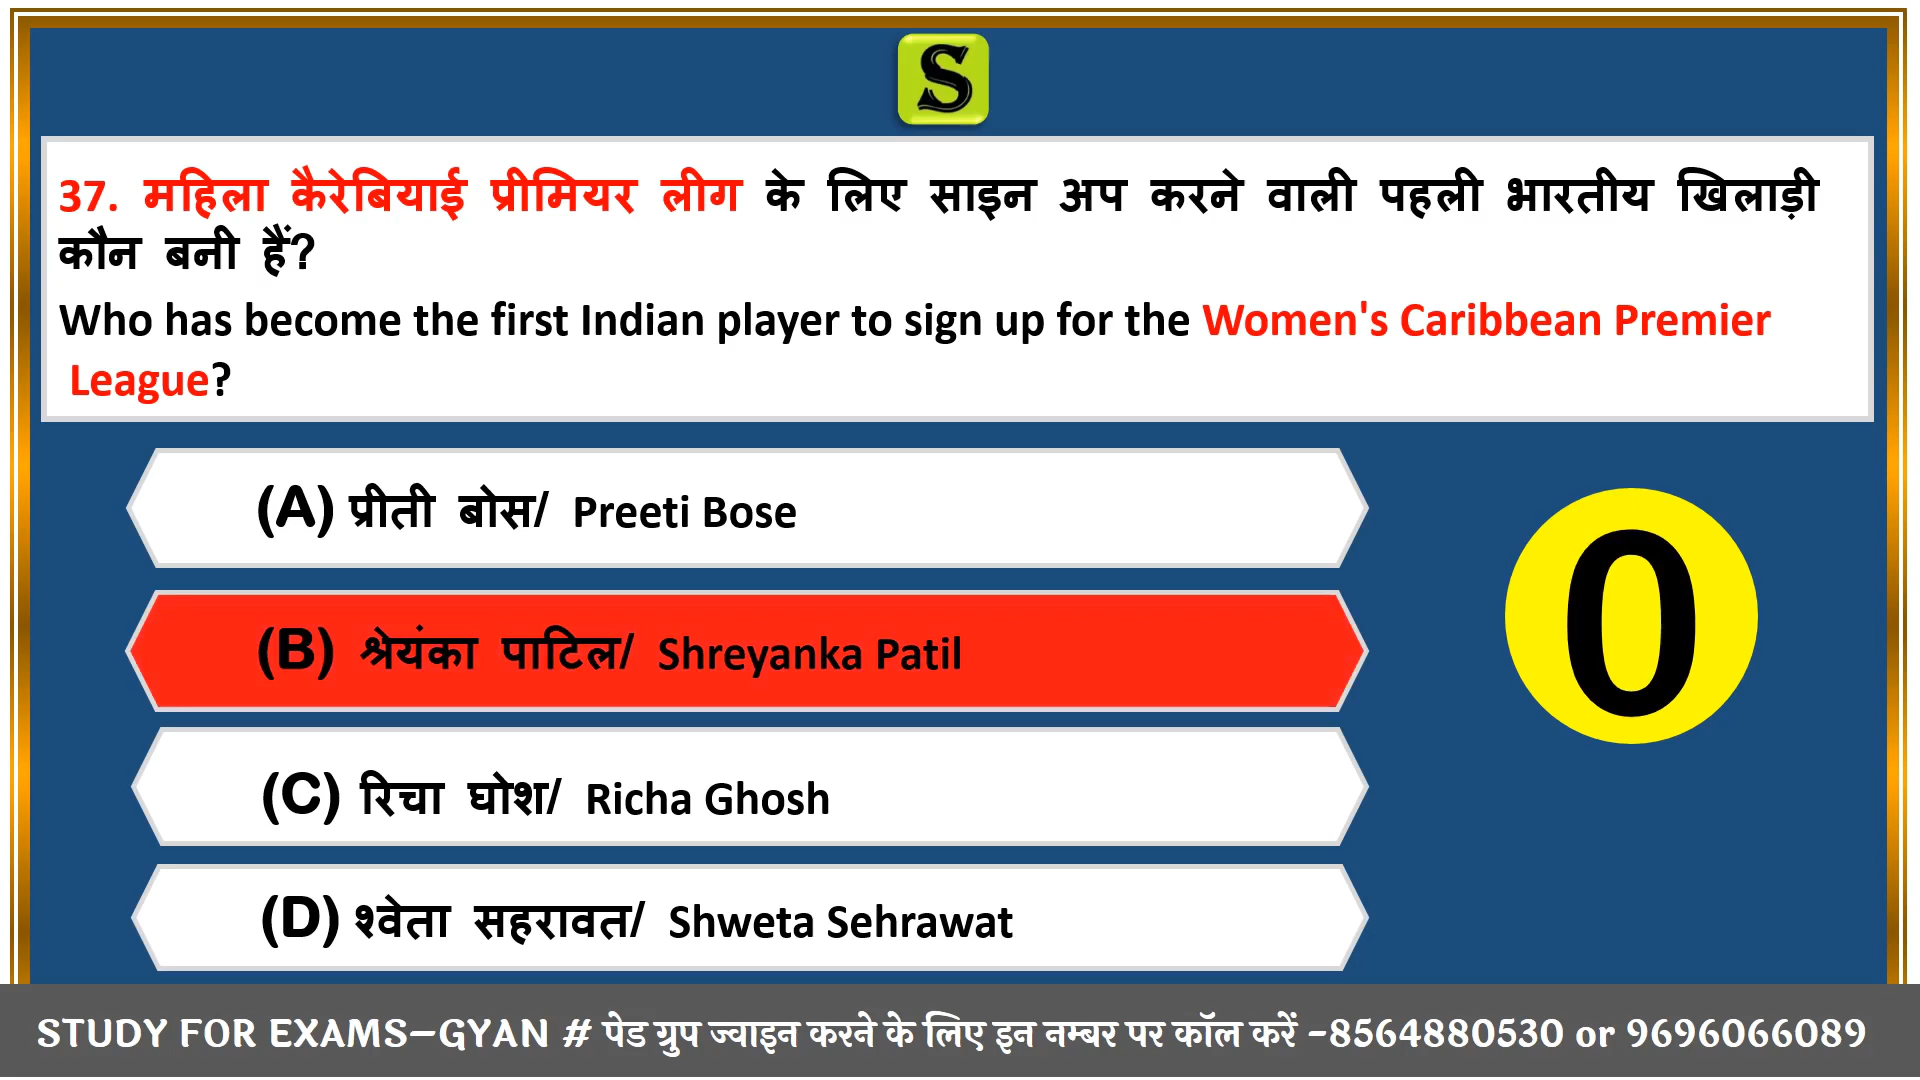 S
37. महिला कैरेबियाई प्रीमियर लीग के लिए साइन अप करने वाली पहली भारतीय खिलाड़ी
कौन बनी हैं?
Who has become the first Indian player to sign up for the Women's Caribbean Premier
League?
(A) प्रीती बोस/ Preeti Bose
(B) श्रेयंका पाटिल/ Shreyanka Patil
0
(C) रिचा घोश/ Richa Ghosh
(D) श्वेता सहरावत/ Shweta Sehrawat
STUDY FOR EXAMS-GYAN # पेड ग्रुप ज्वाइन करने के लिए इन नम्बर पर कॉल करें -8564880530 or 9696066089